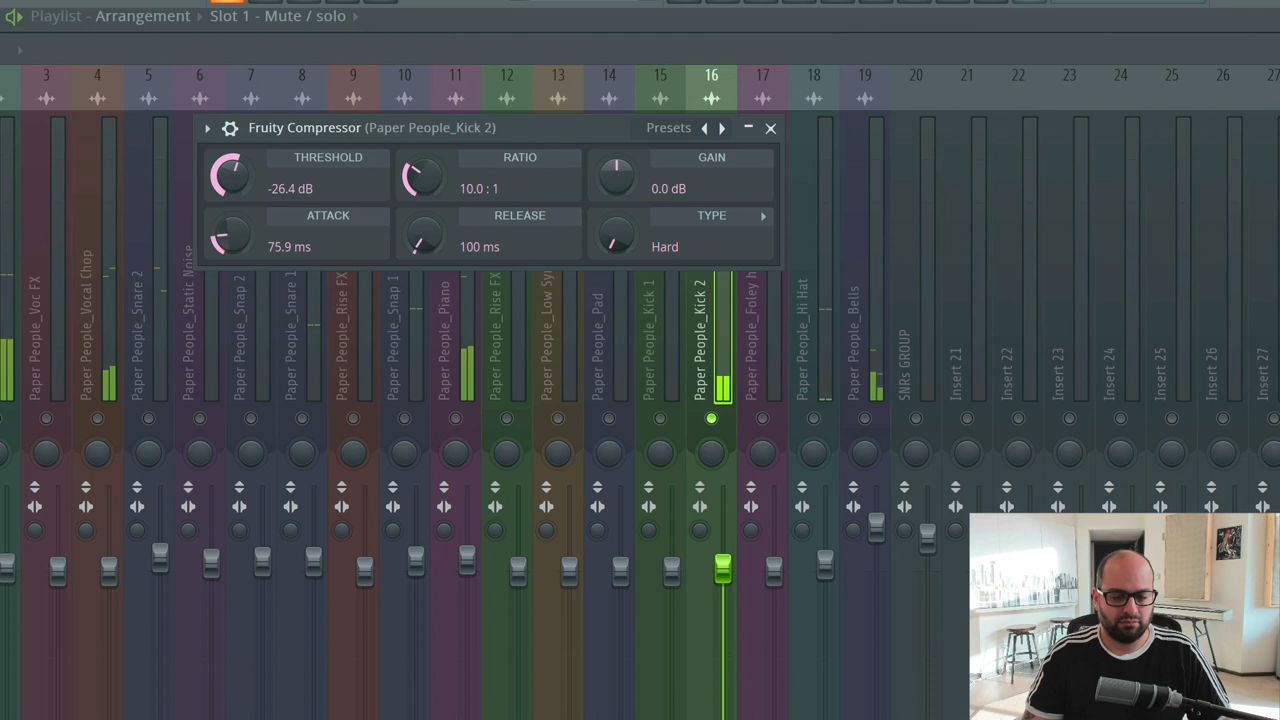 Playlist - Arrangement Slot 1 - Mute / solo
3 4 5 6 7 8 9 10 11 12 13 14 15 16 17 18 19 20 21 22 23 24 25 26 27
Fruity Compressor (Paper People_Kick 2) Presets
THRESHOLD RATIO GAIN
-26.4 dB 10.0 : 1 0.0 dB
ATTACK RELEASE TYPE
75.9 ms 100 ms Hard
Paper People_Voc FX
Paper People_Vocal Chop
Paper People_Snare 2
Paper People_Static Noise
Paper People_Snap 2
Paper People_Snare 1
Paper People_Rise FX
Paper People_Snap 1
Paper People_Piano
Paper People_Rise FX
Paper People_Low
Paper People_Pad
Paper People_Kick 1
Paper People_Kick 2
Paper People_Foley
Paper People_Hi Hat
Paper People_Bells
SNRs GROUP
Insert 21
Insert 22
Insert 23
Insert 24
Insert 25
Insert 26
Insert 27